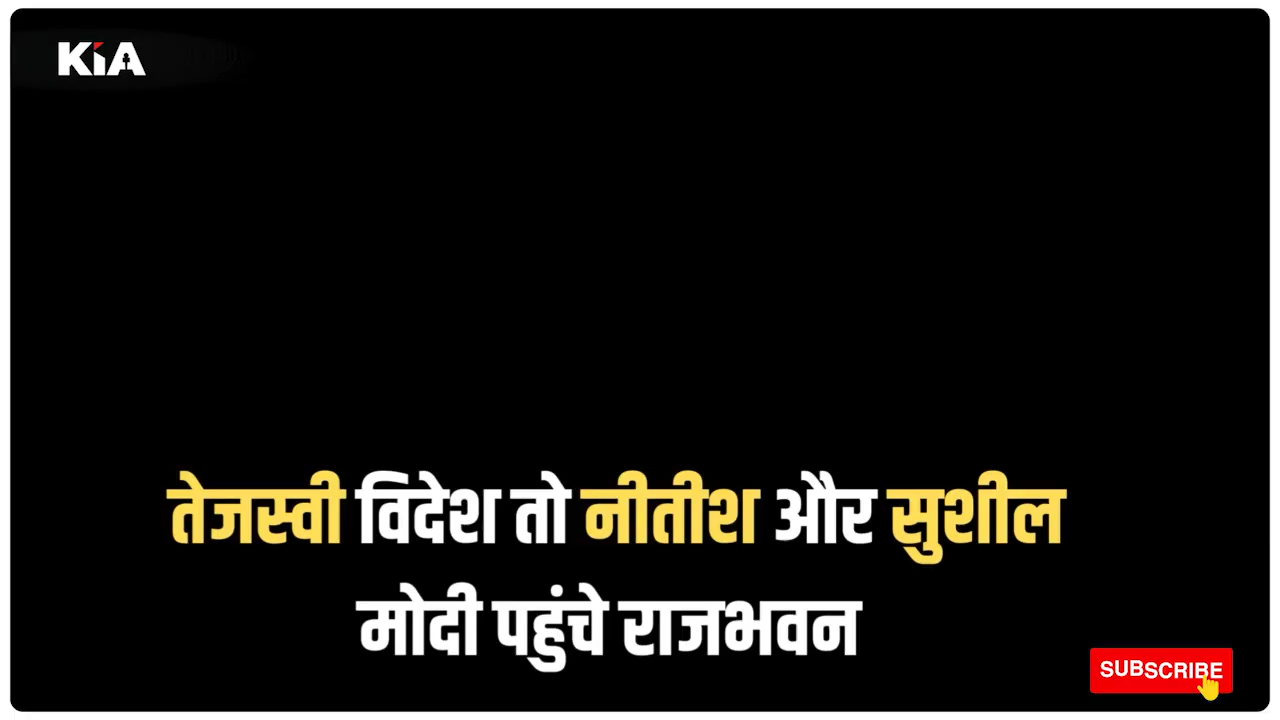 KiA
तेजस्वी विदेश तो नीतीश और सुशील
मोदी पहुंचे राजभवन
SUBSCRIBE